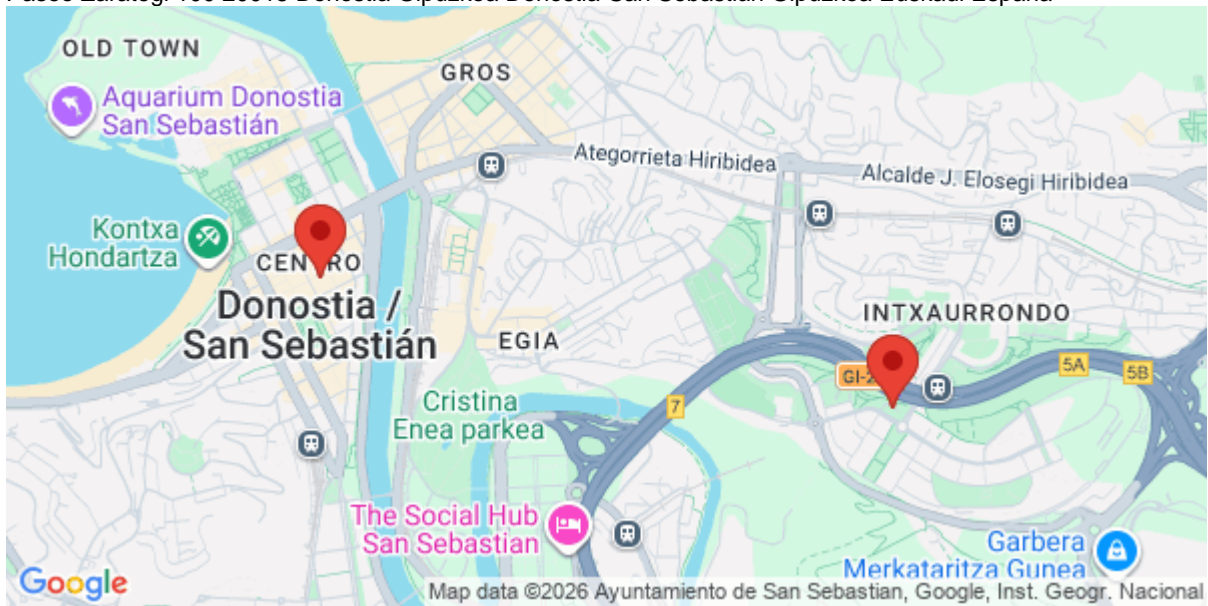 OLD TOWN
Aquarium Donostia
San Sebastián
GROS
Ategorrieta Hiribidea
Alcalde J. Elosegi Hiribidea
Kontxa
Hondartza
Donostia /
San Sebastián
EGIA
INTXAURRONDO
5A
5B
7
Cristina
Enea parkea
The Social Hub
San Sebastian
Garbera
Merkataritza Gunea
Google
Map data ©2026 Ayuntamiento de San Sebastian, Google, Inst. Geogr. Nacional